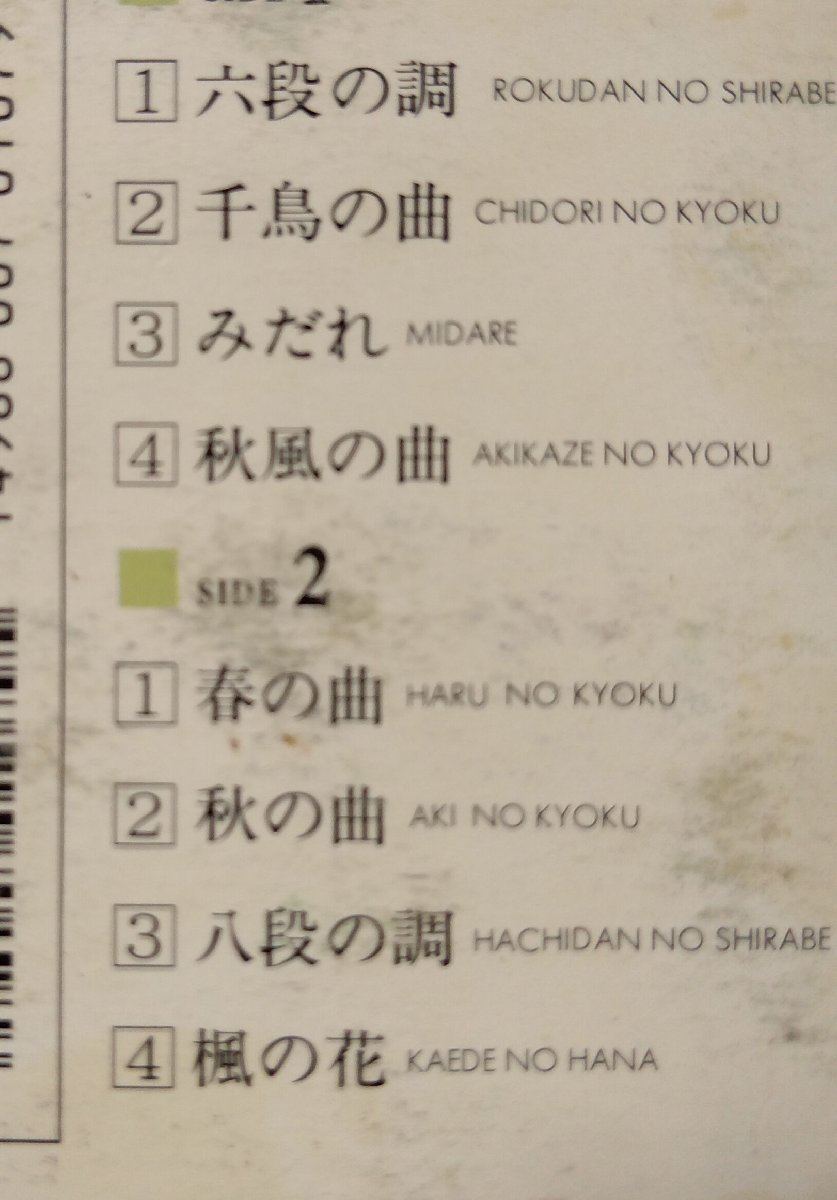 1 六段の調 ROKUDAN NO SHIRABE
2 千鳥の曲 CHIDORI NO KYOKU
3 みだれ MIDARE
4 秋風の曲 AKIKAZE NO KYOKU
SIDE 2
1 春の曲 HARU NO KYOKU
2 秋の曲 AKI NO KYOKU
3 八段の調 HACHIDAN NO SHIRABE
4 楓の花 KAEDE NO HANA